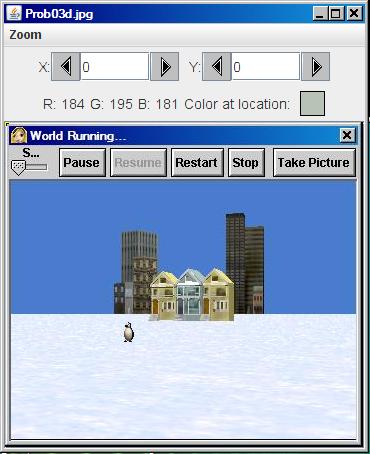 Prob03d.jpg
Zoom
X: 0 Y: 0
R: 184 G: 195 B: 181 Color at location:
World Running...
S...
Pause Resume Restart Stop Take Picture